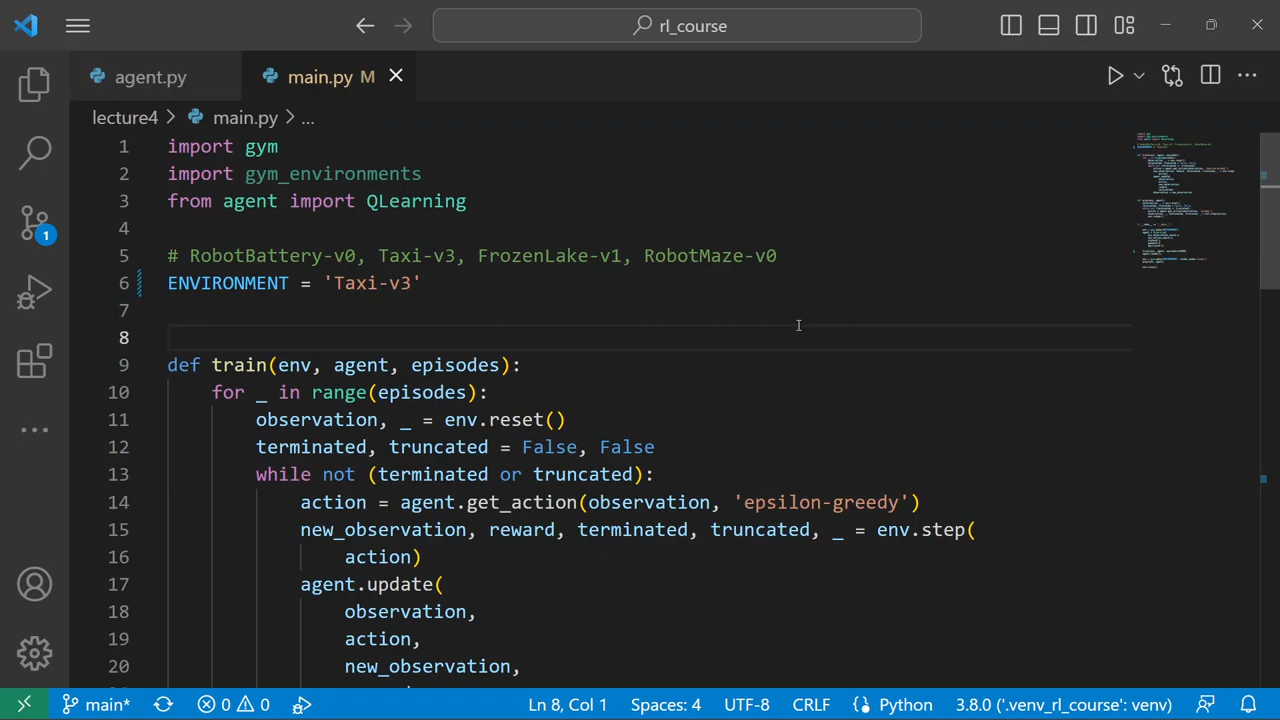 rl_course
agent.py
main.py M
lecture4 > main.py > ...
1 import gym
2 import gym_environments
3 from agent import QLearning
4
5 # RobotBattery-v0, Taxi-v3, FrozenLake-v1, RobotMaze-v0
6 ENVIRONMENT = 'Taxi-v3'
7
8
9 def train(env, agent, episodes):
10 for _ in range(episodes):
11 observation, _ = env.reset()
12 terminated, truncated = False, False
13 while not (terminated or truncated):
14 action = agent.get_action(observation, 'epsilon-greedy')
15 new_observation, reward, terminated, truncated, _ = env.step(
16 action)
17 agent.update(
18 observation,
19 action,
20 new_observation,
1
main* 0 0 Ln 8, Col 1 Spaces: 4 UTF-8 CRLF Python 3.8.0 ('.venv_rl_course': venv)